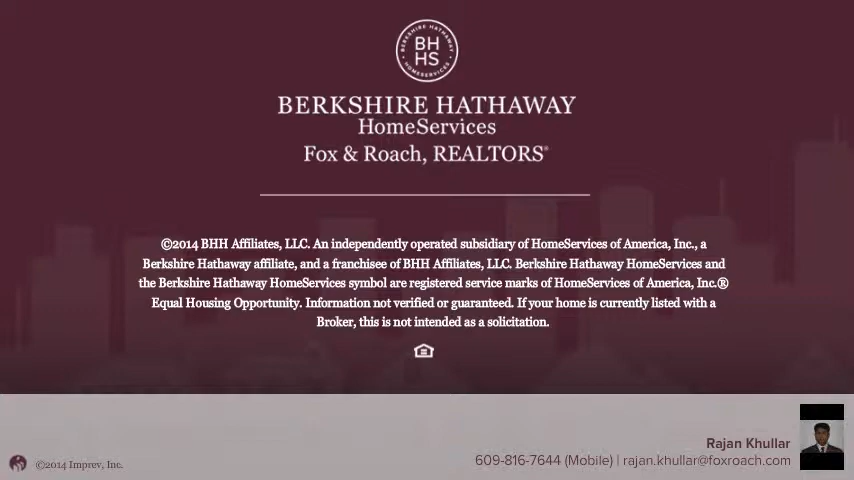 BERKSHIRE HATHAWAY
BH
HS
HOMESERVICES
BERKSHIRE HATHAWAY
HomeServices
Fox & Roach, REALTORS®
©2014 BHH Affiliates, LLC. An independently operated subsidiary of HomeServices of America, Inc., a
Berkshire Hathaway affiliate, and a franchisee of BHH Affiliates, LLC. Berkshire Hathaway HomeServices and
the Berkshire Hathaway HomeServices symbol are registered service marks of HomeServices of America, Inc.®
Equal Housing Opportunity. Information not verified or guaranteed. If your home is currently listed with a
Broker, this is not intended as a solicitation.
Rajan Khullar
609-816-7644 (Mobile) | rajan.khullar@foxroach.com
©2014 Imprev, Inc.